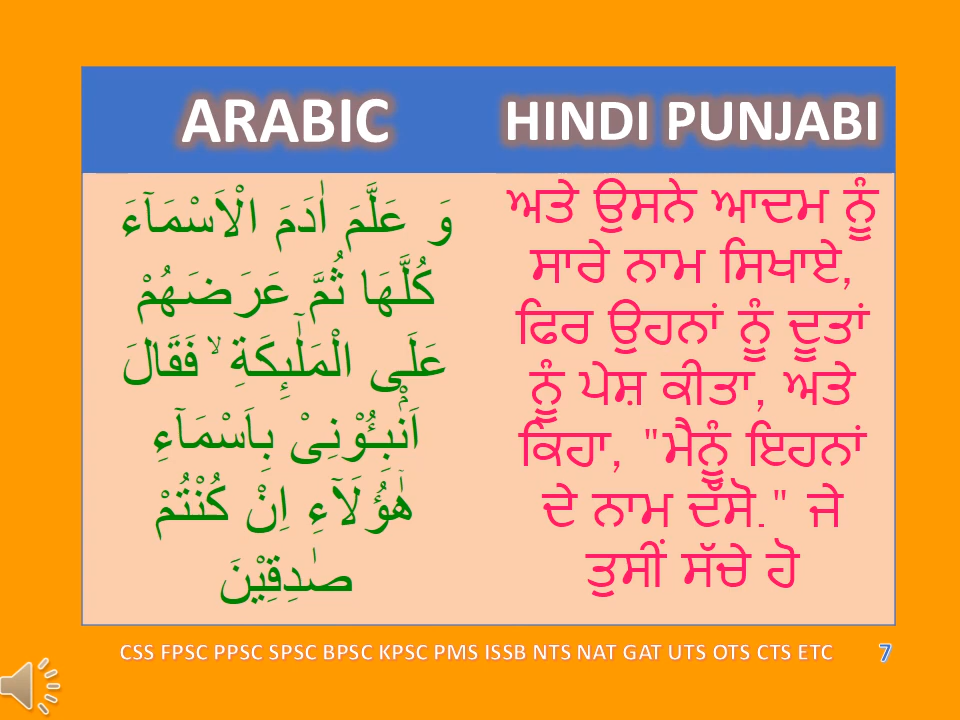 ARABIC
HINDI PUNJABI
وَ عَلَّمَ اٰدَمَ الْاَسْمَآءَ
كُلَّهَا ثُمَّ عَرَضَهُمْ
عَلَى الْمَلٰٓىِٕكَةِ ۙ فَقَالَ
اَنْۢبِـُٔوْنِیْ بِاَسْمَآءِ
هٰۤؤُلَآءِ اِنْ كُنْتُمْ
صٰدِقِیْنَ
ਅਤੇ ਉਸਨੇ ਆਦਮ ਨੂੰ
ਸਾਰੇ ਨਾਮ ਸਿਖਾਏ,
ਫਿਰ ਉਹਨਾਂ ਨੂੰ ਦੂਤਾਂ
ਨੂੰ ਪੇਸ਼ ਕੀਤਾ, ਅਤੇ
ਕਿਹਾ, "ਮੈਨੂੰ ਇਹਨਾਂ
ਦੇ ਨਾਮ ਦੱਸੋ." ਜੇ
ਤੁਸੀਂ ਸੱਚੇ ਹੋ
CSS FPSC PPSC SPSC BPSC KPSC PMS ISSB NTS NAT GAT UTS OTS CTS ETC
7